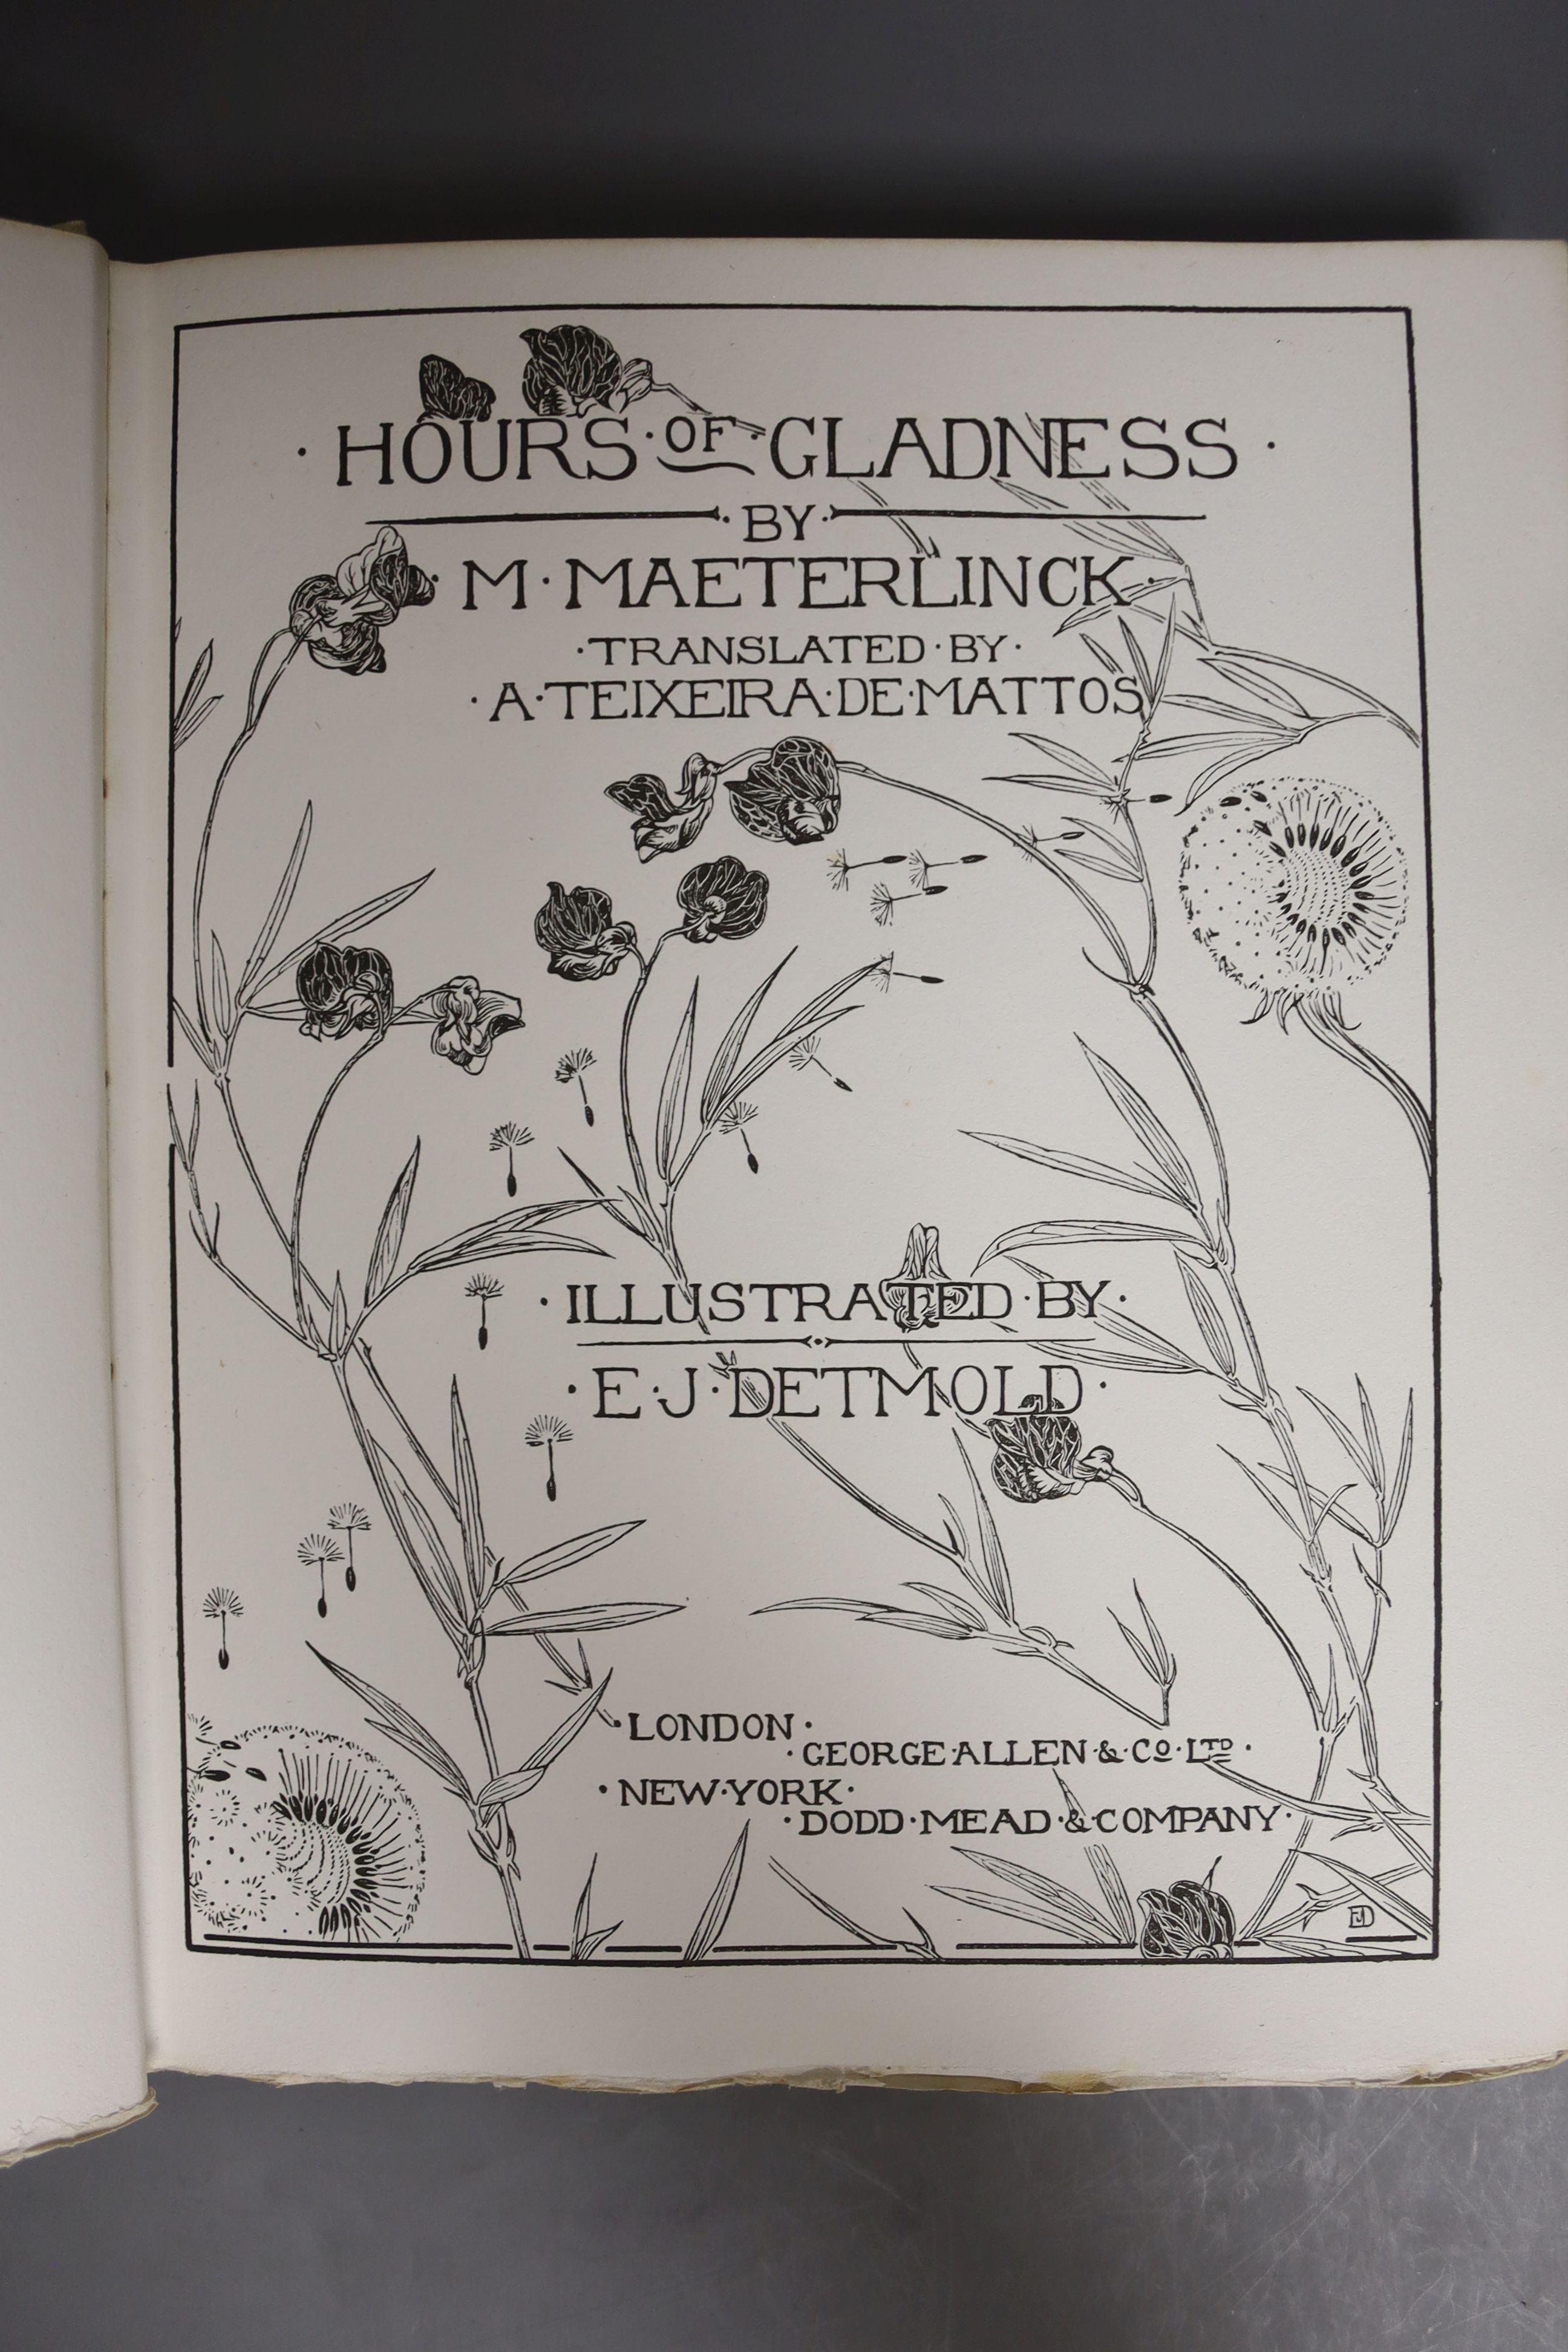 · HOURS · OF · GLADNESS ·
· BY ·
· M · MAETERLINCK ·
· TRANSLATED · BY ·
· A · TEIXEIRA · DE · MATTOS
· ILLUSTRATED · BY ·
· E · J · DETMOLD ·
· LONDON ·
· GEORGE · ALLEN · & · Co · LTD ·
· NEW · YORK ·
· DODD · MEAD · & · COMPANY ·
EJD